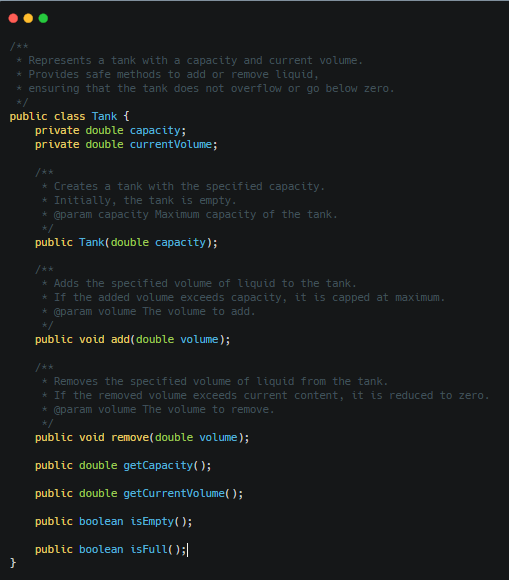 /**
 * Represents a tank with a capacity and current volume.
 * Provides safe methods to add or remove liquid,
 * ensuring that the tank does not overflow or go below zero.
 */
public class Tank {
    private double capacity;
    private double currentVolume;

    /**
     * Creates a tank with the specified capacity.
     * Initially, the tank is empty.
     * @param capacity Maximum capacity of the tank.
     */
    public Tank(double capacity);

    /**
     * Adds the specified volume of liquid to the tank.
     * If the added volume exceeds capacity, it is capped at maximum.
     * @param volume The volume to add.
     */
    public void add(double volume);

    /**
     * Removes the specified volume of liquid from the tank.
     * If the removed volume exceeds current content, it is reduced to zero.
     * @param volume The volume to remove.
     */
    public void remove(double volume);

    public double getCapacity();

    public double getCurrentVolume();

    public boolean isEmpty();

    public boolean isFull();
}